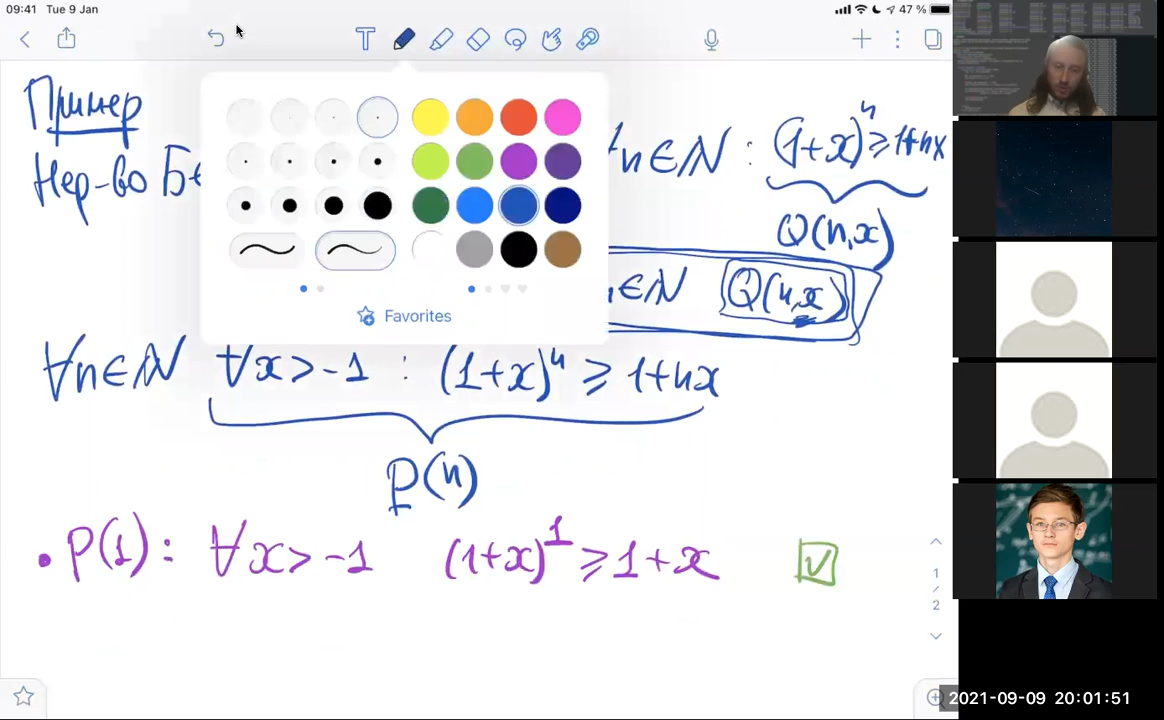 09:41 Tue 9 Jan
47 %
T
Пример
Нер-во Бе
∀n∈ℕ : (1+x)ⁿ ≥ 1+nx
Q(n,x)
n∈ℕ Q(n,x)
Favorites
∀n∈ℕ ∀x > -1 : (1+x)ⁿ ⩾ 1+nx
P(n)
• P(1): ∀x > -1 (1+x)¹ ⩾ 1+x
1
/
2
2021-09-09 20:01:51